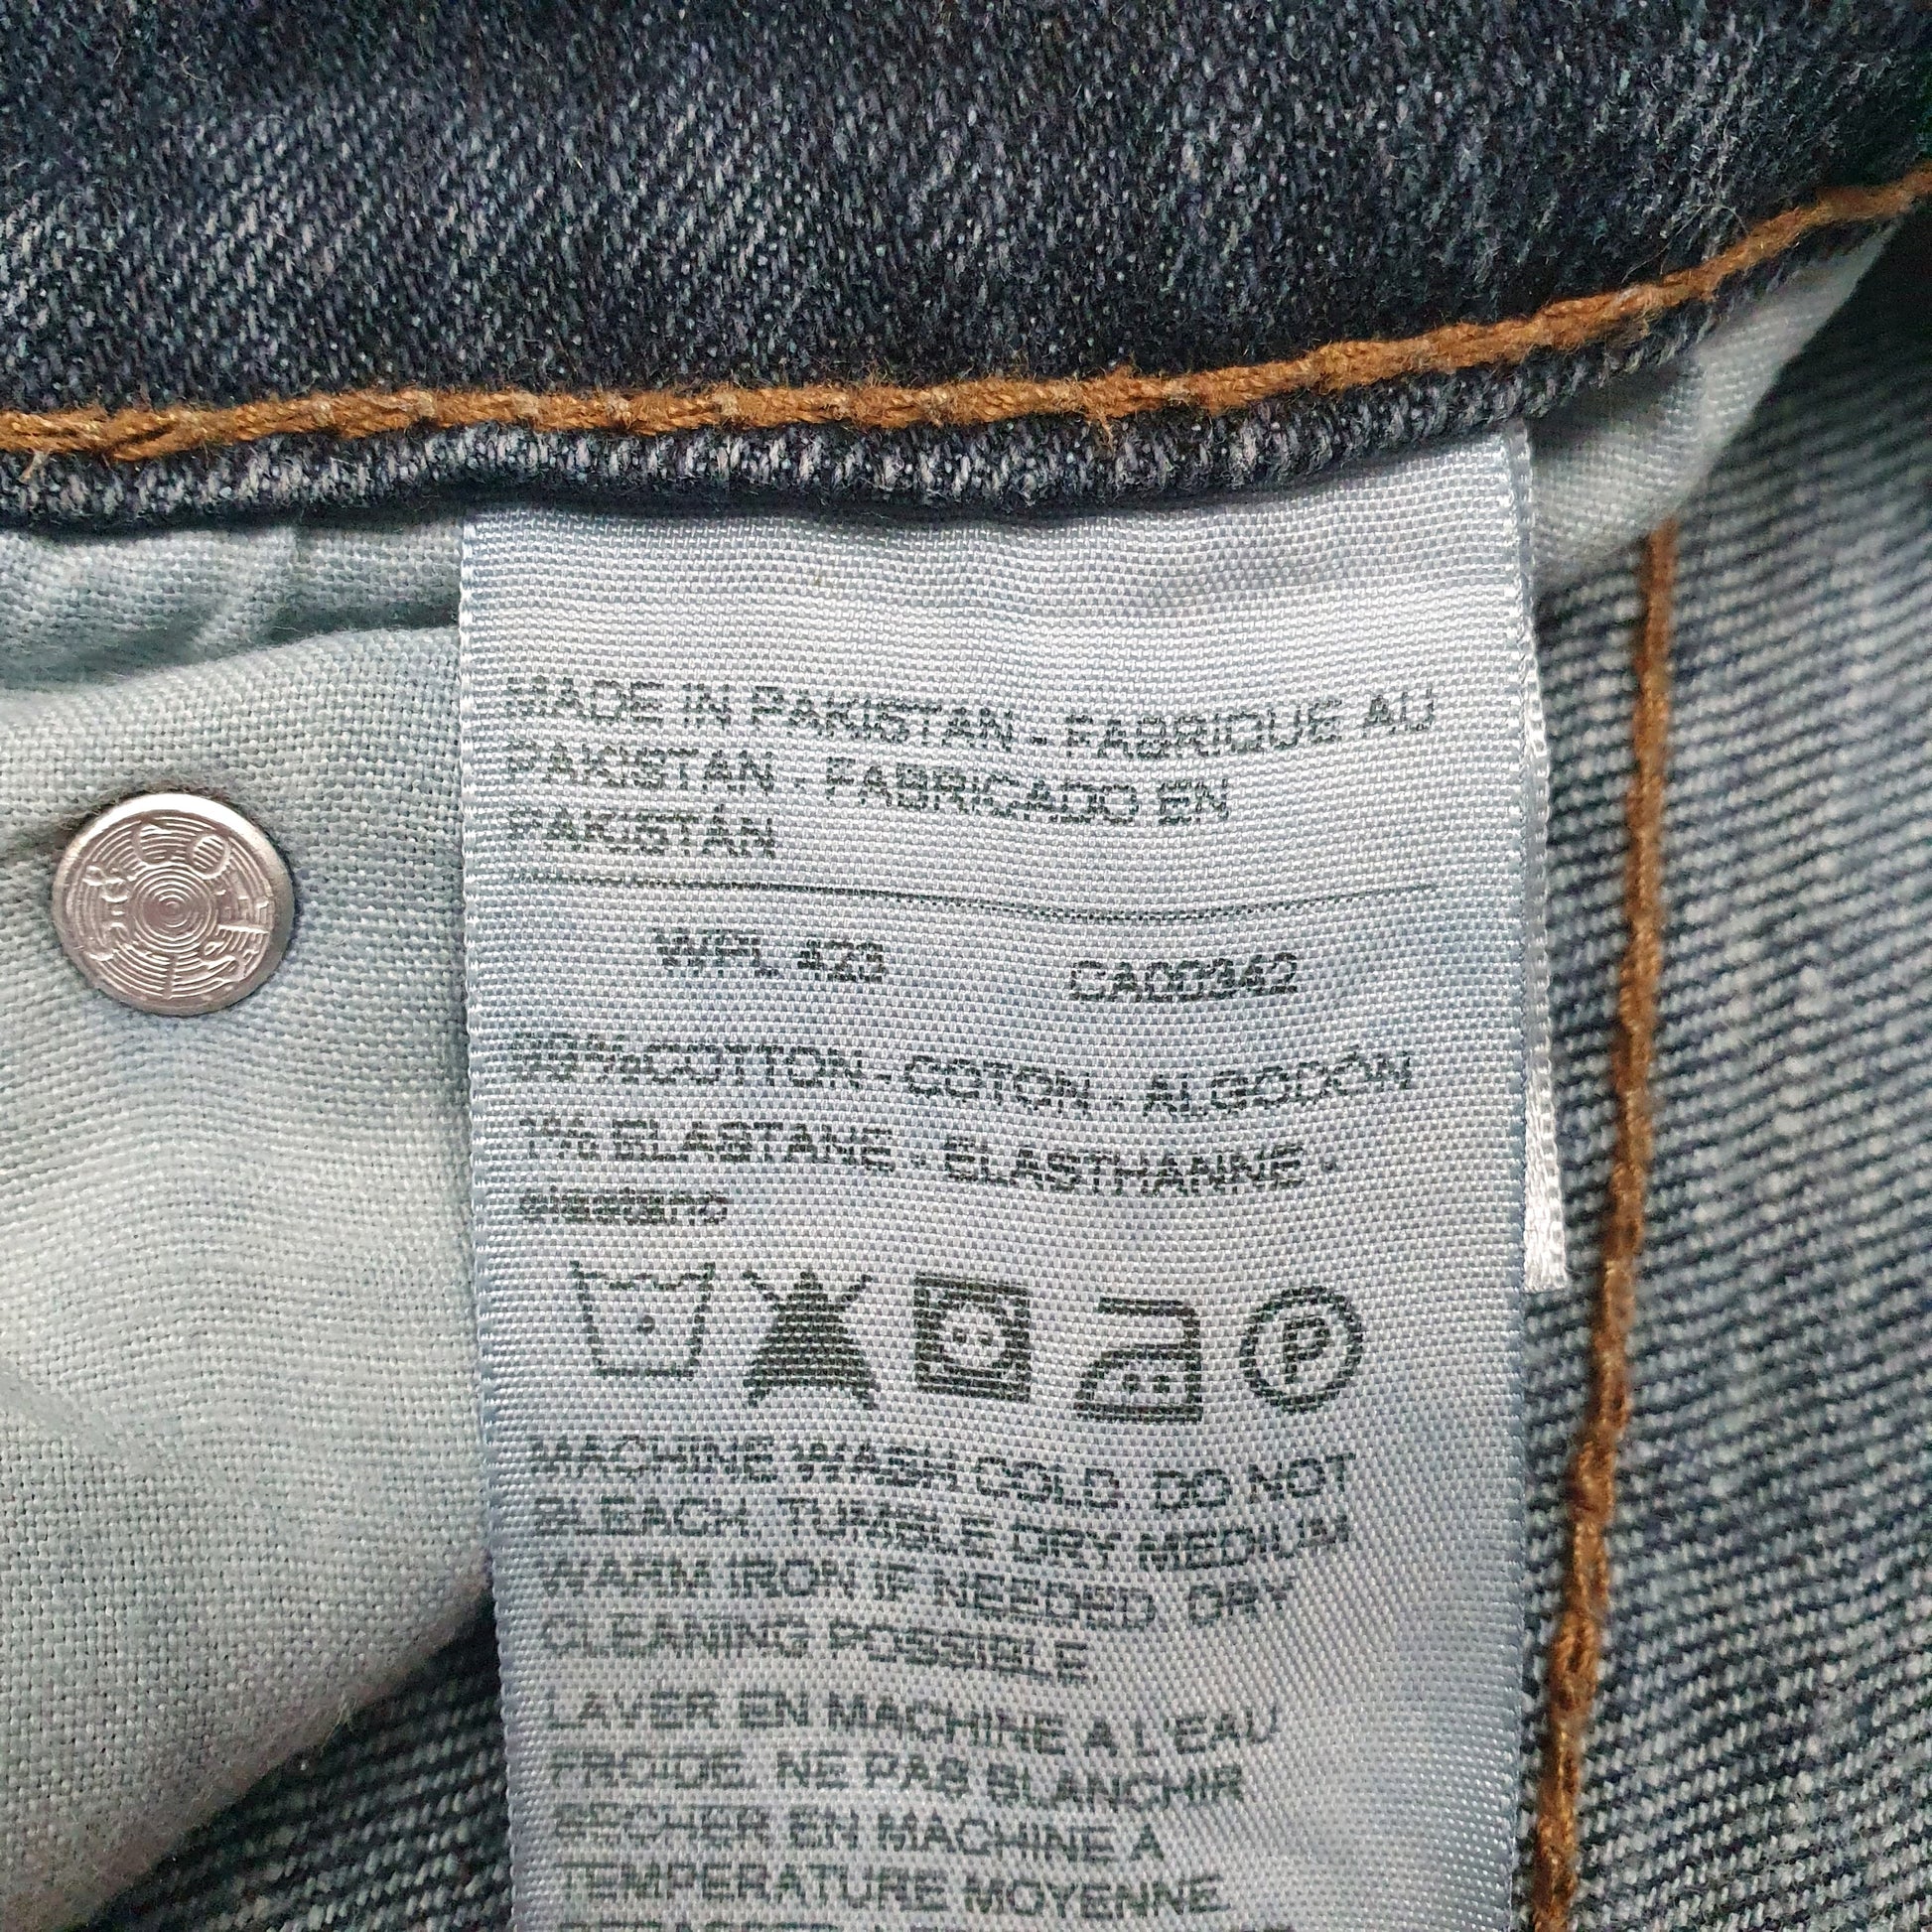 MADE IN PAKISTAN - FABRIQUE AU
PAKISTAN - FABRICADO EN
PAKISTÁN
WPL 423 CA00342
99%COTTON - COTON - ALGODÓN
1% ELASTANE - ELASTHANNE -
elastano
P
MACHINE WASH COLD, DO NOT
BLEACH, TUMBLE DRY MEDIUM
WARM IRON IF NEEDED, DRY
CLEANING POSSIBLE
LAVER EN MACHINE A L'EAU
FROIDE, NE PAS BLANCHIR
SECHER EN MACHINE A
TEMPERATURE MOYENNE